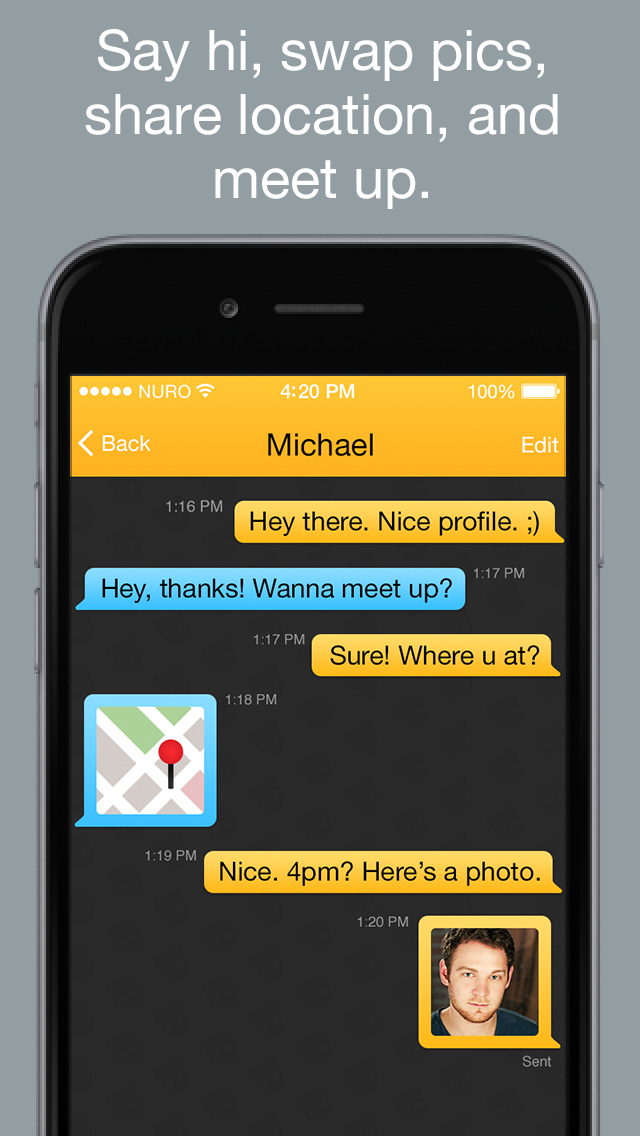 Say hi, swap pics,
share location, and
meet up.
NURO 4:20 PM 100%
Back Michael Edit
1:16 PM Hey there. Nice profile. ;)
Hey, thanks! Wanna meet up? 1:17 PM
1:17 PM Sure! Where u at?
1:18 PM
1:19 PM Nice. 4pm? Here’s a photo.
1:20 PM
Sent